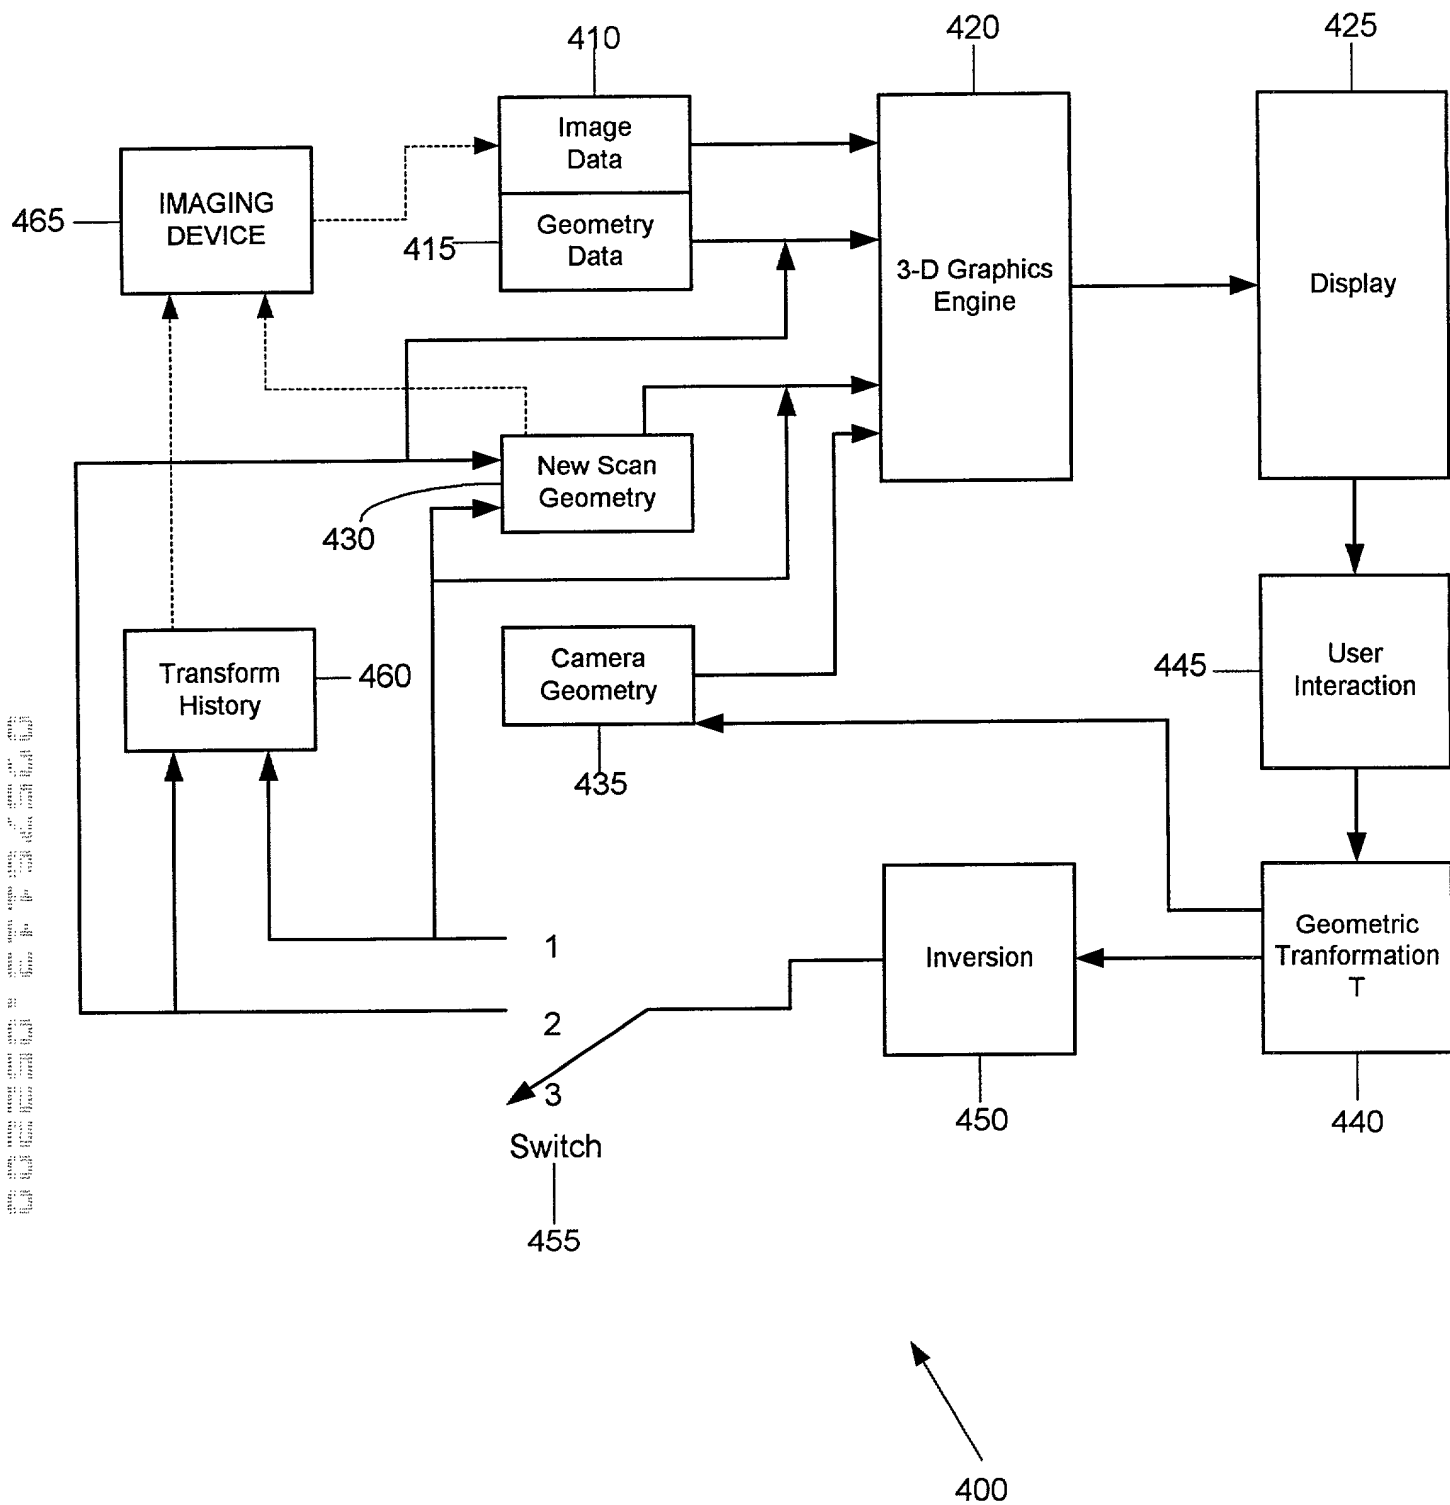 410
420
425
Image
Data
IMAGING
DEVICE
465
Geometry
Data
415
3-D Graphics
Engine
Display
New Scan
Geometry
430
Transform
History
460
Camera
Geometry
435
User
Interaction
445
Geometric
Tranformation
T
440
Inversion
450
1
2
3
Switch
455
400